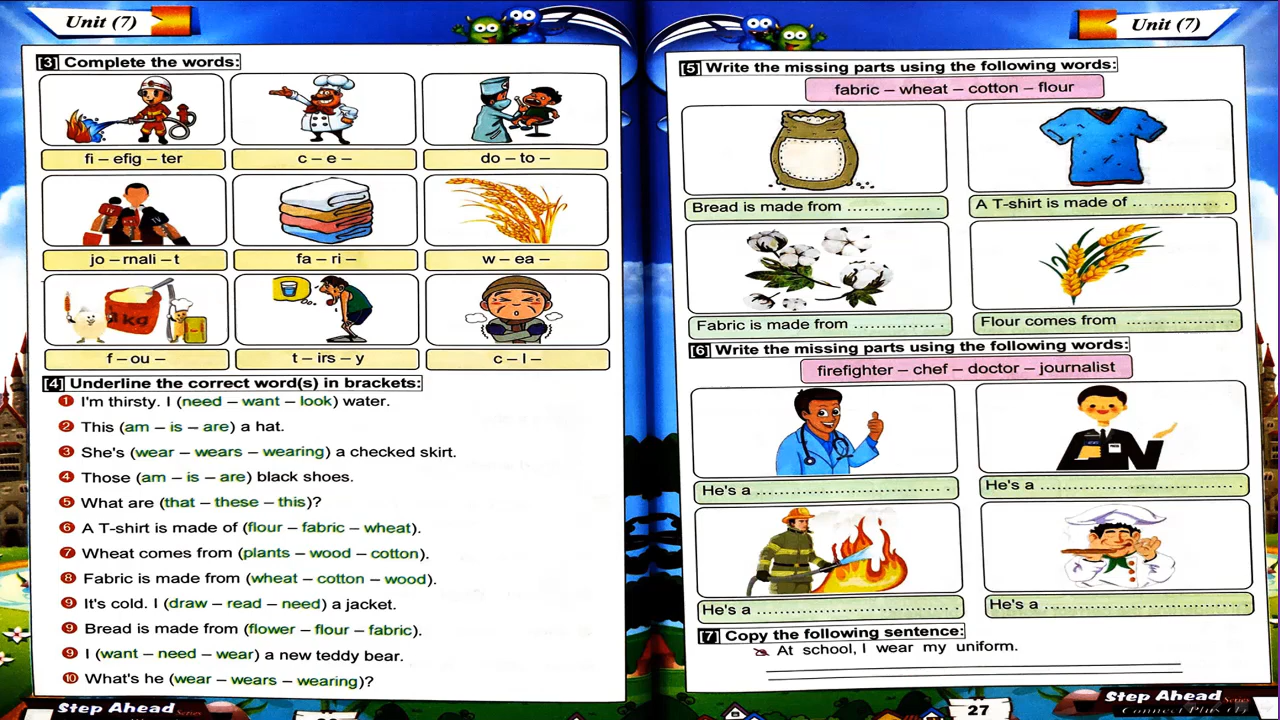 Unit (7)
[3] Complete the words:
fi – efig – ter
c – e –
do – to –
jo – rnali – t
fa – ri –
w – ea –
1 kg
f – ou –
t – irs – y
c – l –
[4] Underline the correct word(s) in brackets:
1 I'm thirsty. I (need – want – look) water.
2 This (am – is – are) a hat.
3 She's (wear – wears – wearing) a checked skirt.
4 Those (am – is – are) black shoes.
5 What are (that – these – this)?
6 A T-shirt is made of (flour – fabric – wheat).
7 Wheat comes from (plants – wood – cotton).
8 Fabric is made from (wheat – cotton – wood).
9 It's cold. I (draw – read – need) a jacket.
9 Bread is made from (flower – flour – fabric).
9 I (want – need – wear) a new teddy bear.
10 What's he (wear – wears – wearing)?
Step Ahead Series
Unit (7)
[5] Write the missing parts using the following words:
fabric – wheat – cotton – flour
Bread is made from ................ .
A T-shirt is made of ................ .
Fabric is made from ................ .
Flour comes from ................ .
[6] Write the missing parts using the following words:
firefighter – chef – doctor – journalist
He's a ................................ .
He's a ................................ .
He's a ................................ .
He's a ................................ .
[7] Copy the following sentence:
At school, I wear my uniform.
27
Step Ahead Series
Connect Plus (1)